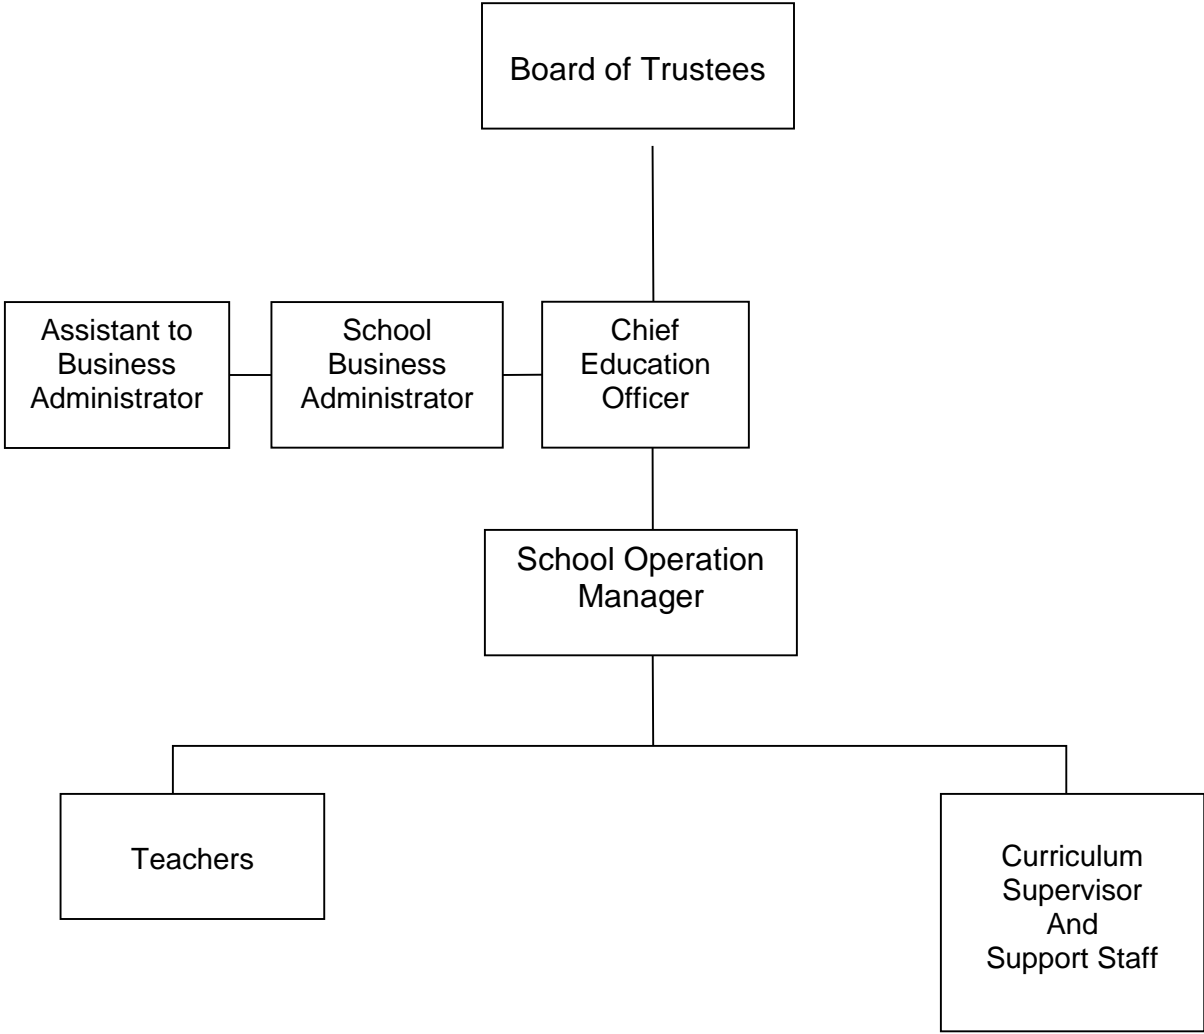 Board of Trustees
Assistant to
Business
Administrator
School
Business
Administrator
Chief
Education
Officer
School Operation
Manager
Teachers
Curriculum
Supervisor
And
Support Staff